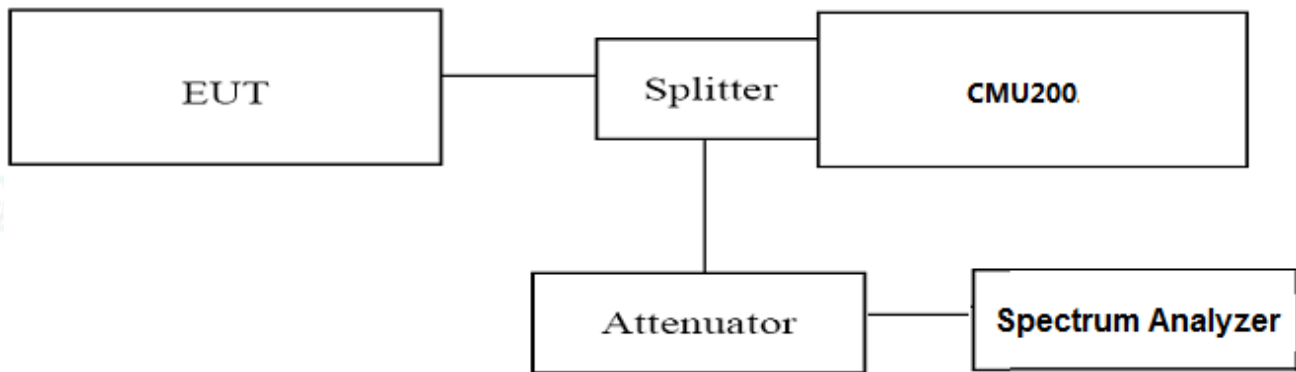 EUT
Splitter
CMU200.
Attenuator
Spectrum Analyzer